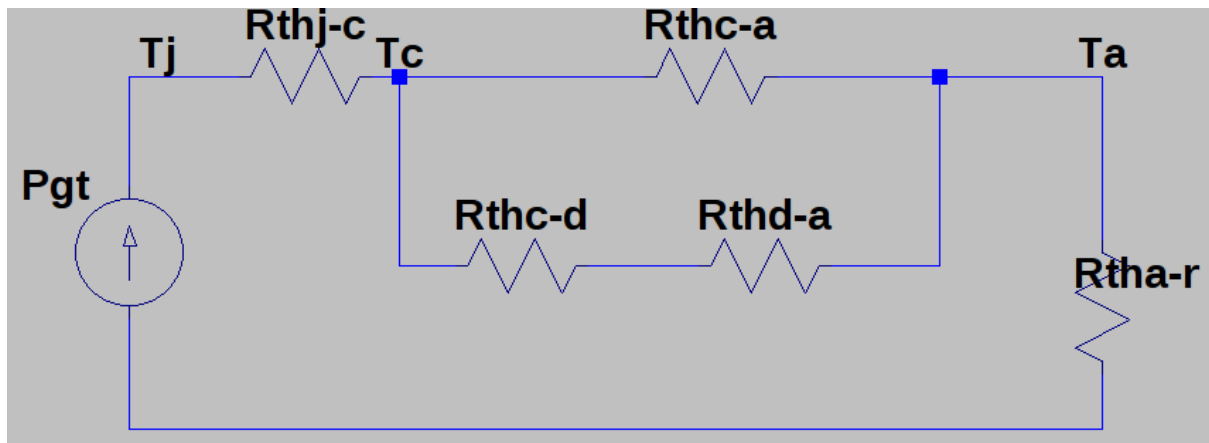 Rthj-c
Rthc-a
Tj
Tc
Ta
Pgt
Rthc-d
Rthd-a
Rtha-r